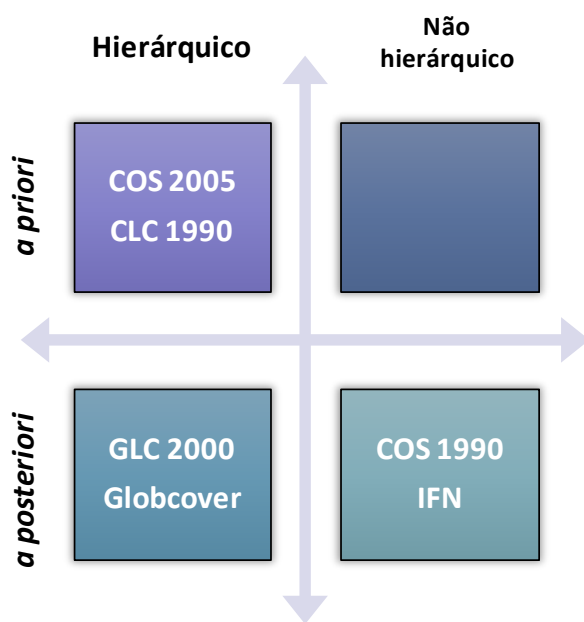 Hierárquico
Não
hierárquico
a priori
COS 2005
CLC 1990
a posteriori
GLC 2000
Globcover
COS 1990
IFN